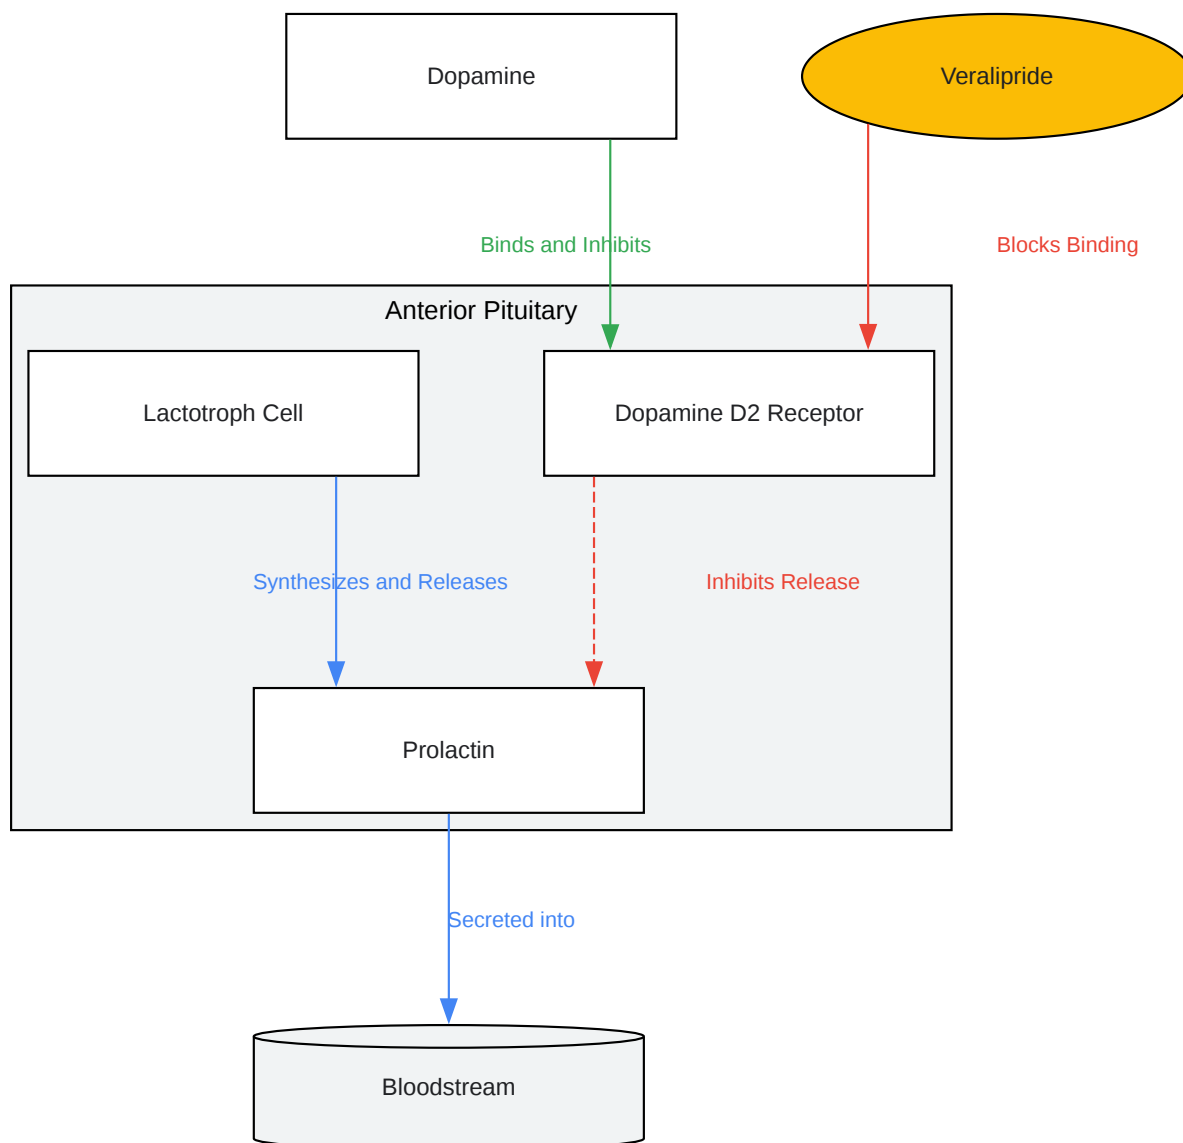 Dopamine
Veralipride
Binds and Inhibits
Blocks Binding
Anterior Pituitary
Lactotroph Cell
Dopamine D2 Receptor
Synthesizes and Releases
Inhibits Release
Prolactin
Secreted into
Bloodstream